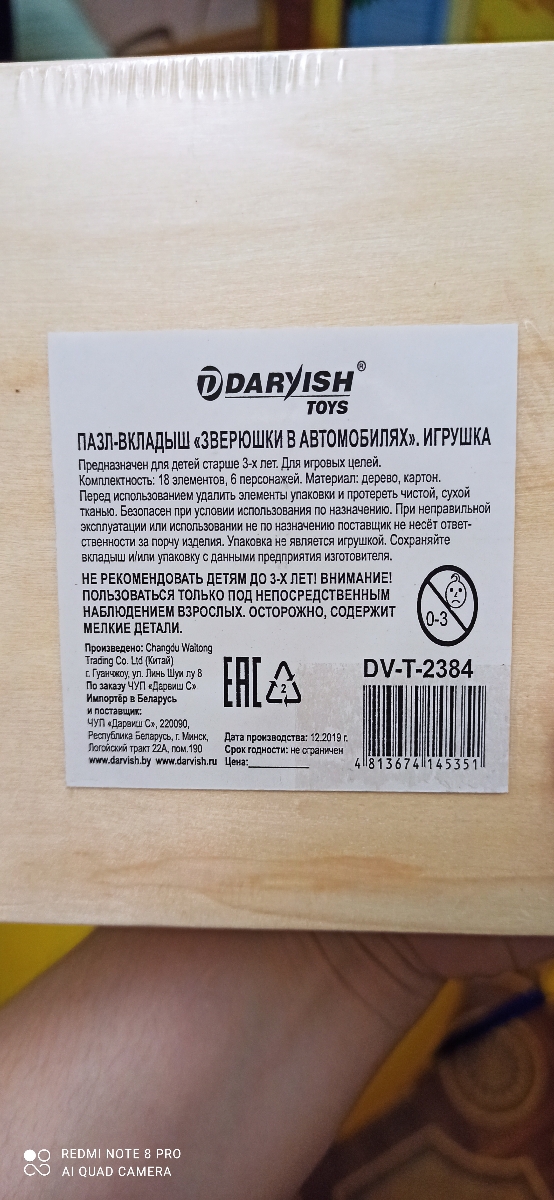 DARVISH®
TOYS
ПАЗЛ-ВКЛАДЫШ «ЗВЕРЮШКИ В АВТОМОБИЛЯХ». ИГРУШКА
Предназначен для детей старше 3-х лет. Для игровых целей.
Комплектность: 18 элементов, 6 персонажей. Материал: дерево, картон.
Перед использованием удалить элементы упаковки и протереть чистой, сухой
тканью. Безопасен при условии использования по назначению. При неправильной
эксплуатации или использовании не по назначению поставщик не несёт ответ-
ственности за порчу изделия. Упаковка не является игрушкой. Сохраняйте
вкладыш и/или упаковку с данными предприятия изготовителя.
НЕ РЕКОМЕНДОВАТЬ ДЕТЯМ ДО 3-Х ЛЕТ! ВНИМАНИЕ!
ПОЛЬЗОВАТЬСЯ ТОЛЬКО ПОД НЕПОСРЕДСТВЕННЫМ
НАБЛЮДЕНИЕМ ВЗРОСЛЫХ. ОСТОРОЖНО, СОДЕРЖИТ
МЕЛКИЕ ДЕТАЛИ.
0-3
Произведено: Changdu Waitong
Trading Co. Ltd (Китай)
г. Гуанчжоу, ул. Линь Шуи лу 8
По заказу ЧУП «Дарвиш С»
Импортёр в Беларусь
и поставщик:
ЧУП «Дарвиш С», 220090,
Республика Беларусь, г. Минск,
Логойский тракт 22А, пом.190
www.darvish.by www.darvish.ru
EAC
2
Дата производства: 12.2019 г.
Срок годности: не ограничен
Цена:____________
DV-T-2384
4 813674 145351
REDMI NOTE 8 PRO
AI QUAD CAMERA